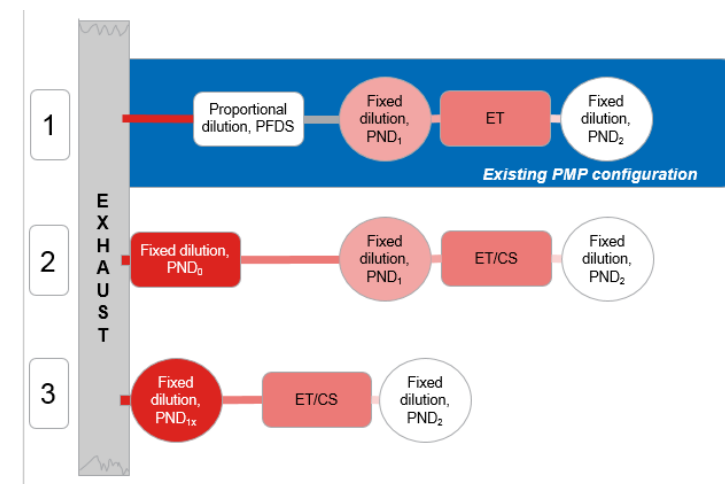 1
Proportional
dilution, PFDS
Fixed
dilution,
PND₁
ET
Fixed
dilution,
PND₂
Existing PMP configuration
EXHAUST
2
Fixed dilution,
PND₀
Fixed
dilution,
PND₁
ET/CS
Fixed
dilution,
PND₂
3
Fixed
dilution,
PND₁ₓ
ET/CS
Fixed
dilution,
PND₂